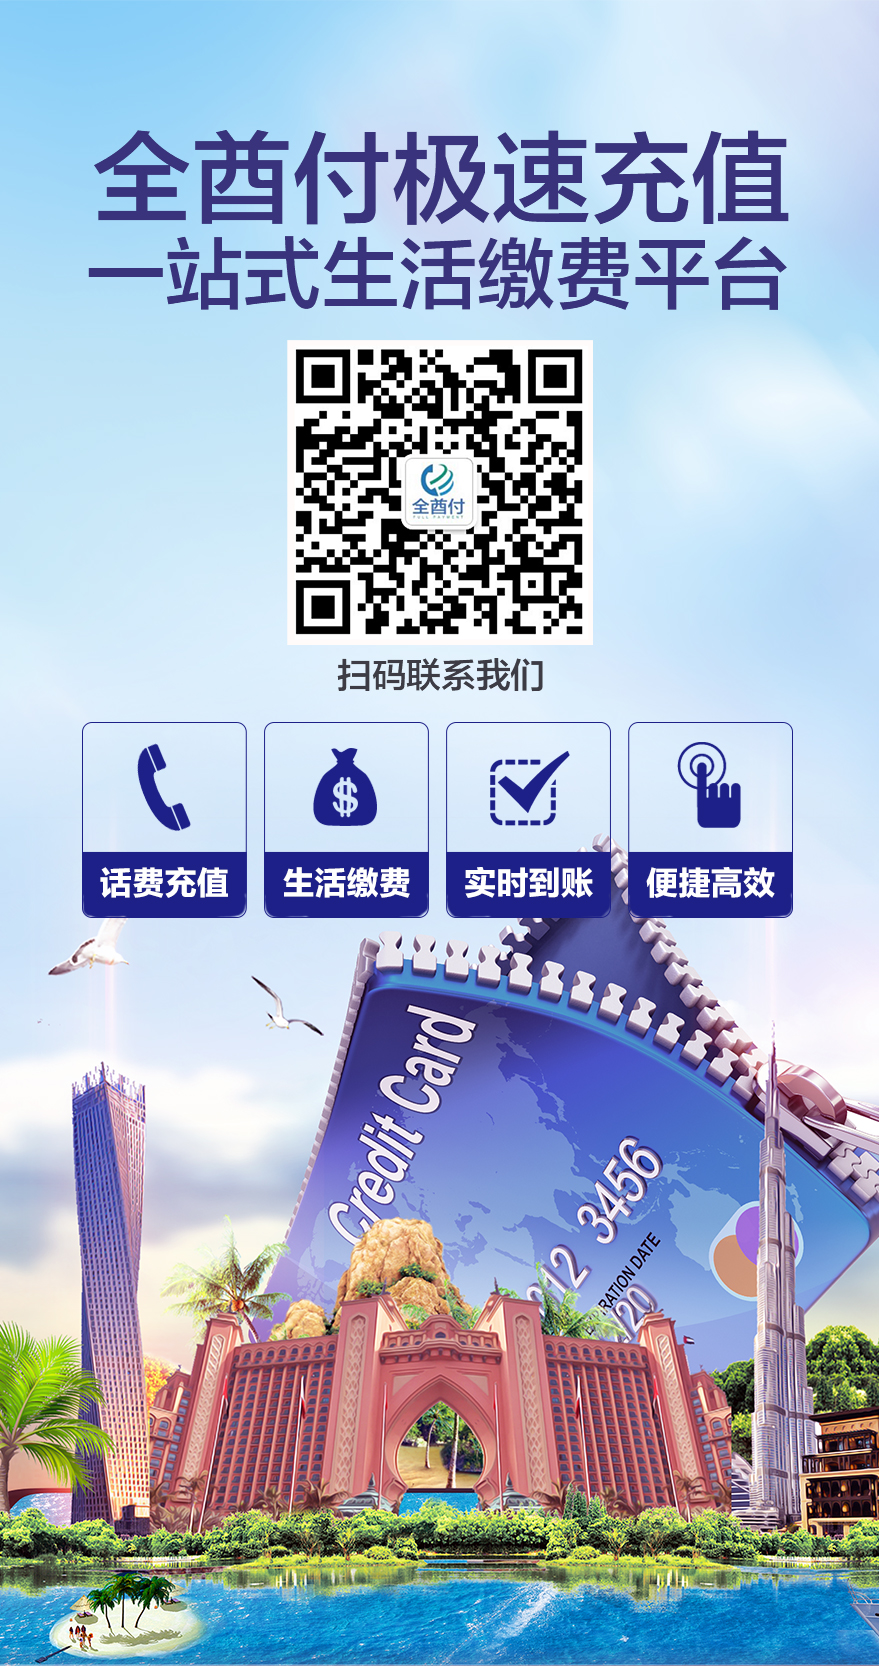 全酋付极速充值
一站式生活缴费平台
全酋付
FULL PAYMENT
扫码联系我们
话费充值
生活缴费
实时到账
便捷高效
Credit Card
012 3456
RATION DATE
.20